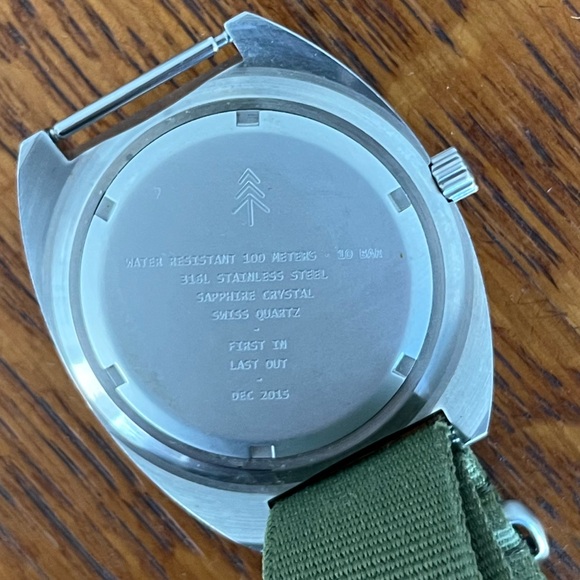 WATER RESISTANT 100 METERS - 10 BAR
316L STAINLESS STEEL
SAPPHIRE CRYSTAL
SWISS QUARTZ
-
FIRST IN
LAST OUT
-
DEC 2015